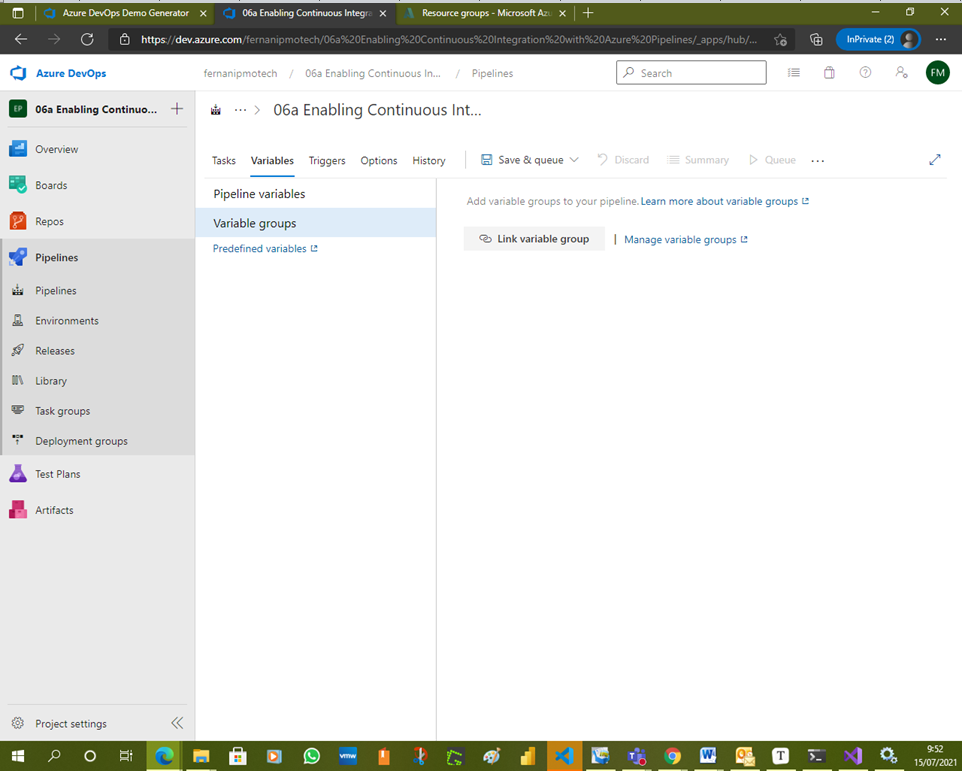 Azure DevOps Demo Generator
06a Enabling Continuous Integra
Resource groups - Microsoft Az
https://dev.azure.com/fernanipmotech/06a%20Enabling%20Continuous%20Integration%20with%20Azure%20Pipelines/_apps/hub/...
InPrivate (2)
Azure DevOps
fernanipmotech / 06a Enabling Continuous In... / Pipelines
Search
FM
EP
06a Enabling Continuo...
... > 06a Enabling Continuous Int...
Overview
Boards
Repos
Pipelines
Pipelines
Environments
Releases
Library
Task groups
Deployment groups
Test Plans
Artifacts
Project settings
Tasks Variables Triggers Options History
Save & queue Discard Summary Queue ...
Pipeline variables
Variable groups
Predefined variables
Add variable groups to your pipeline. Learn more about variable groups
Link variable group | Manage variable groups
vmw
T
9:52
15/07/2021